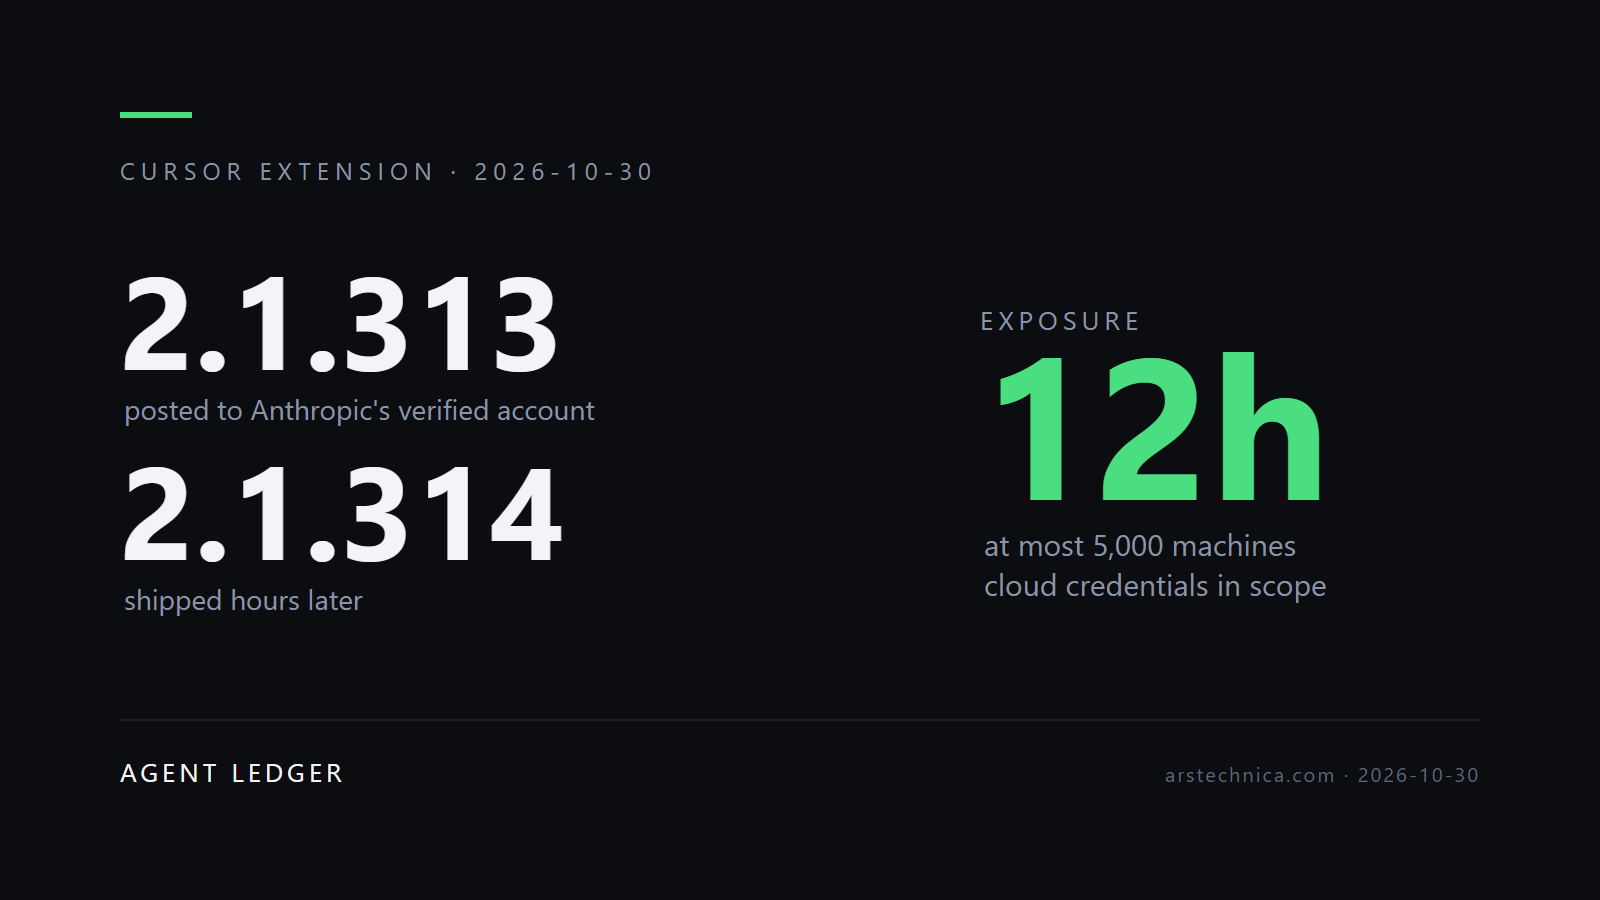 CURSOR EXTENSION · 2026-10-30
2.1.313
posted to Anthropic's verified account
2.1.314
shipped hours later
EXPOSURE
12h
at most 5,000 machines
cloud credentials in scope
AGENT LEDGER
arstechnica.com · 2026-10-30